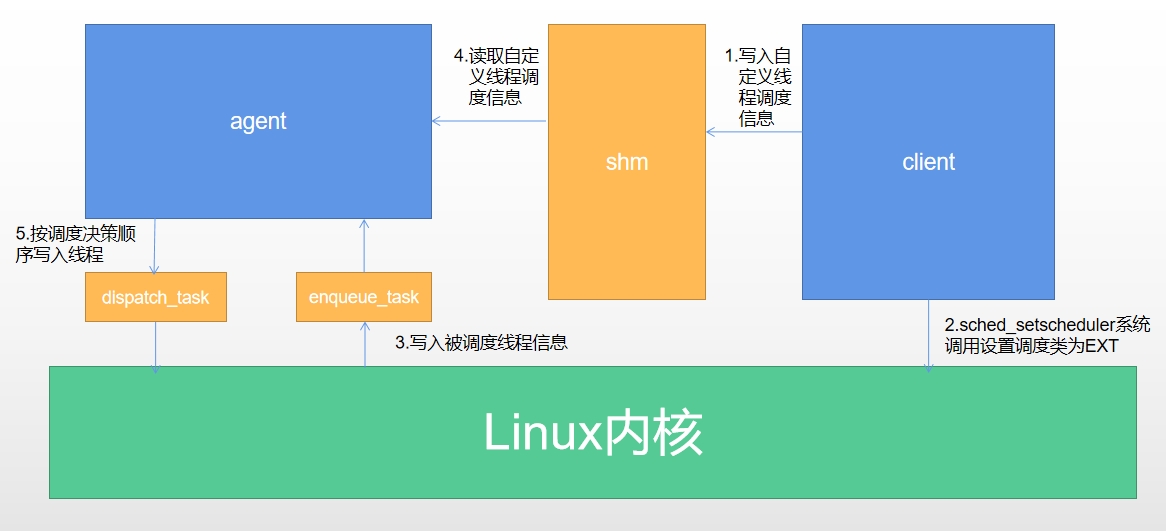 agent
4.读取自定
义线程调
度信息
shm
1.写入自
定义线
程调度
信息
client
5.按调度决策顺
序写入线程
dispatch_task
enqueue_task
3.写入被调度线程信息
2.sched_setscheduler系统
调用设置调度类为EXT
Linux内核